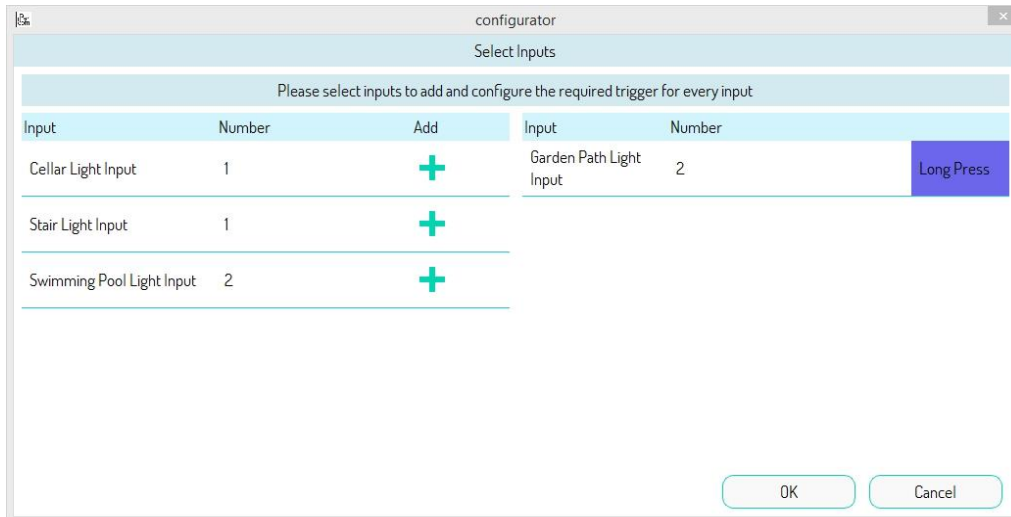 configurator
Select Inputs
Please select inputs to add and configure the required trigger for every input
Input Number Add
Cellar Light Input 1
Stair Light Input 1
Swimming Pool Light Input 2
Input Number
Garden Path Light
Input
2
Long Press
OK Cancel